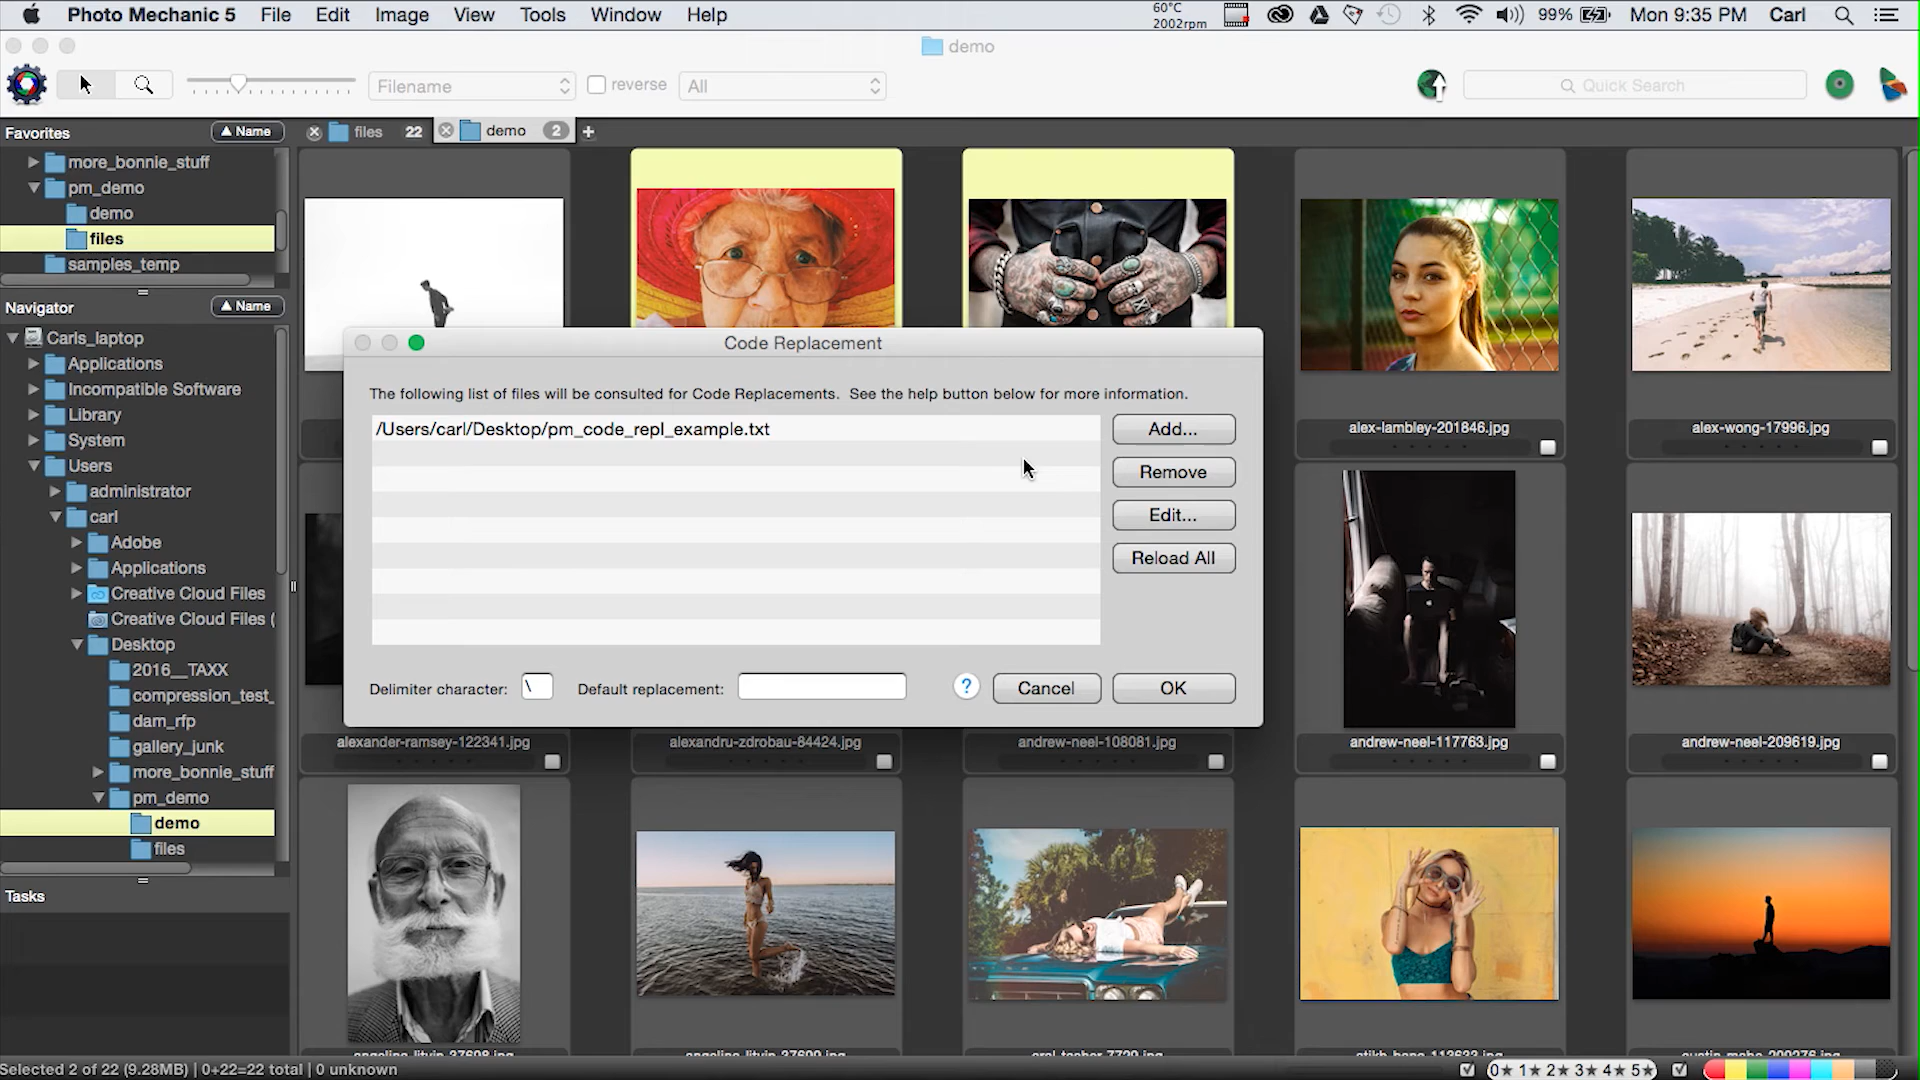 Photo Mechanic 5 File Edit Image View Tools Window Help 60°C 2002rpm 99% Mon 9:35 PM Carl
demo
Filename reverse All Quick Search
Favorites Name
files 22 demo 2 +
more_bonnie_stuff
pm_demo
demo
files
samples_temp
Navigator Name
Carls_laptop
Applications
Incompatible Software
Library
System
Users
administrator
carl
Adobe
Applications
Creative Cloud Files
Creative Cloud Files (
Desktop
2016__TAXX
compression_test_
dam_rfp
gallery_junk
more_bonnie_stuff
pm_demo
demo
files
Tasks
Code Replacement
The following list of files will be consulted for Code Replacements. See the help button below for more information.
/Users/carl/Desktop/pm_code_repl_example.txt
Add...
Remove
Edit...
Reload All
Delimiter character: \ Default replacement: ? Cancel OK
alex-lambley-201846.jpg
alex-wong-17996.jpg
alexander-ramsey-122341.jpg
alexandru-zdrobau-84424.jpg
andrew-neel-108081.jpg
andrew-neel-117763.jpg
andrew-neel-209619.jpg
Selected 2 of 22 (9.28MB) | 0+22=22 total | 0 unknown
0★ 1★ 2★ 3★ 4★ 5★